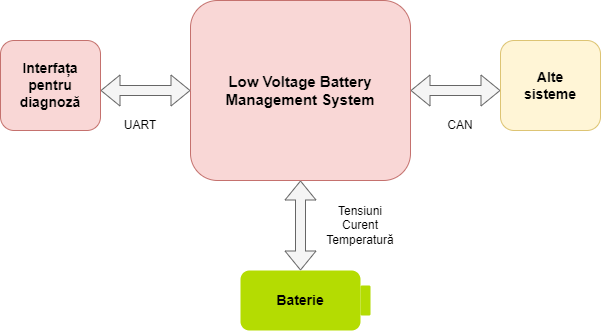 Interfața
pentru
diagnoză
UART
Low Voltage Battery
Management System
CAN
Alte
sisteme
Tensiuni
Curent
Temperatură
Baterie